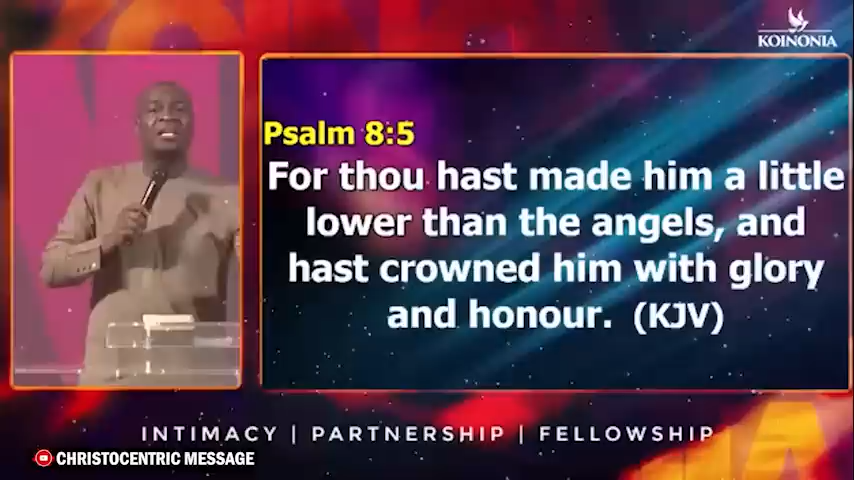 KOINONIA
Psalm 8:5
For thou hast made him a little
lower than the angels, and
hast crowned him with glory
and honour. (KJV)
INTIMACY | PARTNERSHIP | FELLOWSHIP
CHRISTOCENTRIC MESSAGE